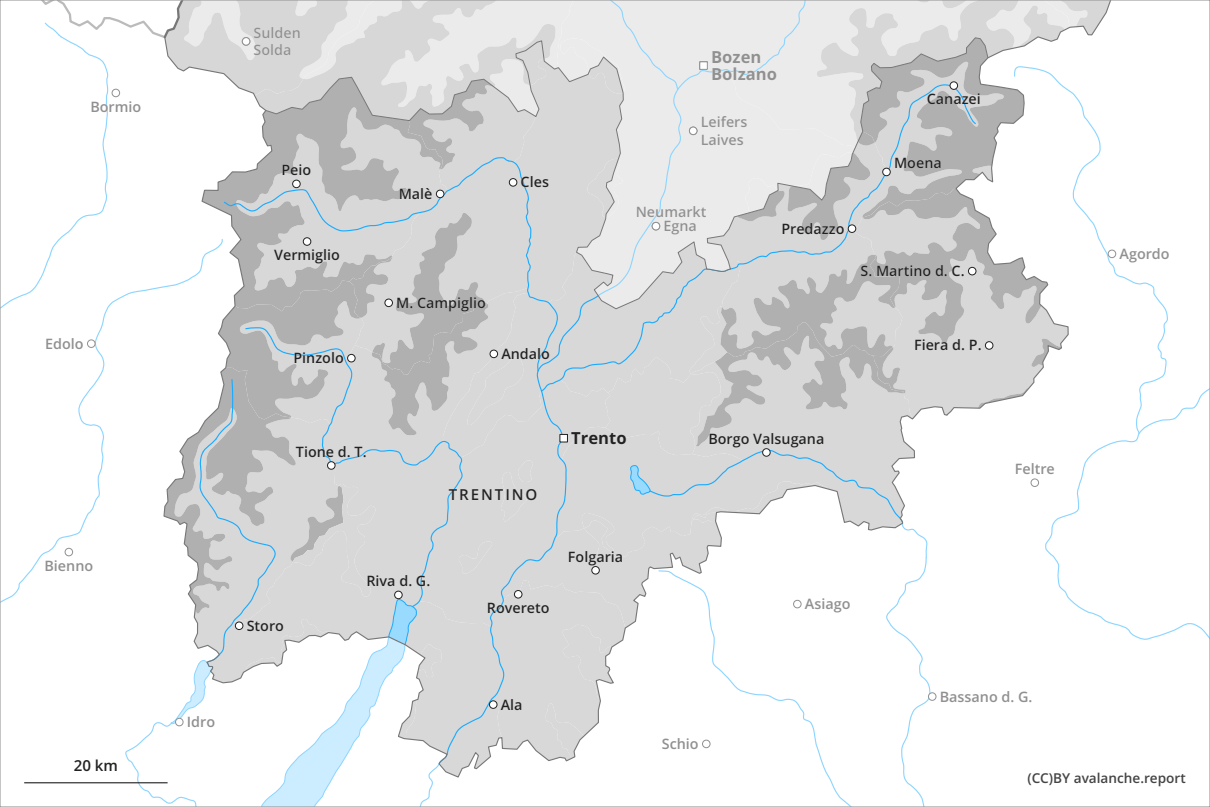 Sulden
Solda
Bozen
Bolzano
Bormio
Canazei
Leifers
Laives
Moena
Peio
Malè
Cles
Neumarkt
Egna
Predazzo
Vermiglio
Agordo
S. Martino d. C.
M. Campiglio
Edolo
Pinzolo
Andalo
Fiera d. P.
Trento
Borgo Valsugana
Tione d. T.
Feltre
TRENTINO
Bienno
Folgaria
Riva d. G.
Rovereto
Asiago
Storo
Bassano d. G.
Ala
Idro
Schio
20 km
(CC)BY avalanche.report